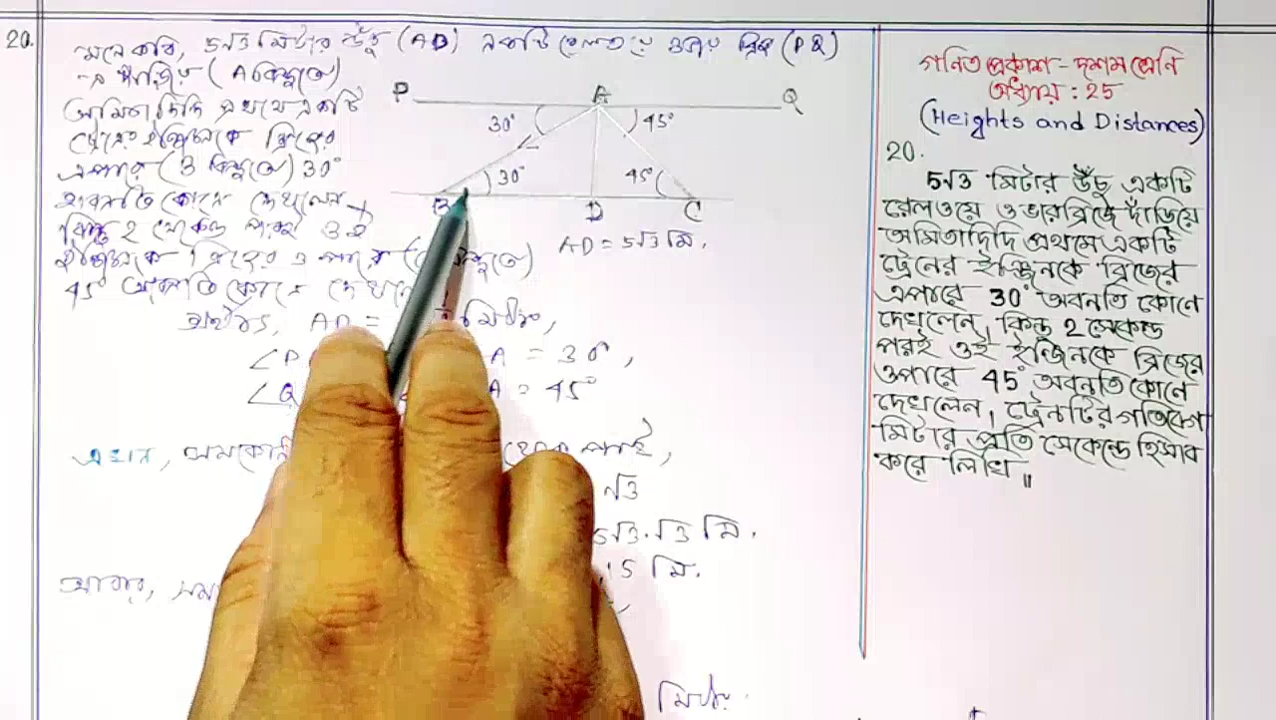 20.
মনে করি, 5√3 মিটার উঁচু (AD) একটি রেলওয়ে ওভার ব্রিজ (PQ)
-এ দাঁড়িয়ে (A বিন্দুতে)
অমিতাদিদি প্রথমে একটি
ট্রেনের ইঞ্জিনকে ব্রিজের
এপারে (B বিন্দুতে) 30°
অবনতি কোণে দেখলেন
কিন্তু 2 সেকেন্ড পরই ওই
ইঞ্জিনকে ব্রিজের ওপারে
45° অবনতি কোণে
অর্থাৎ, AD = মিটার,
∠P A = 30°,
∠Q A = 45°
এখন, সমকোণী থেকে পাই,
√3
5√3.√3 মি.
15 মি.
আবার, সম
মিটার
P A Q
30° 45°
30° 45°
B D C
AD = 5√3 মি.
গনিত প্রকাশ - দশম শ্রেনি
অধ্যায় : 25
(Heights and Distances)
20.
5√3 মিটার উঁচু একটি
রেলওয়ে ওভারব্রিজে দাঁড়িয়ে
অমিতাদিদি প্রথমে একটি
ট্রেনের ইঞ্জিনকে ব্রিজের
এপারে 30° অবনতি কোনে
দেখলেন, কিন্তু 2 সেকেন্ড
পরই ওই ইঞ্জিনকে ব্রিজের
ওপারে 45° অবনতি কোনে
দেখলেন, ট্রেনটির গতিবেগ
মিটার প্রতি সেকেন্ডে হিসাব
করে লিখি ॥